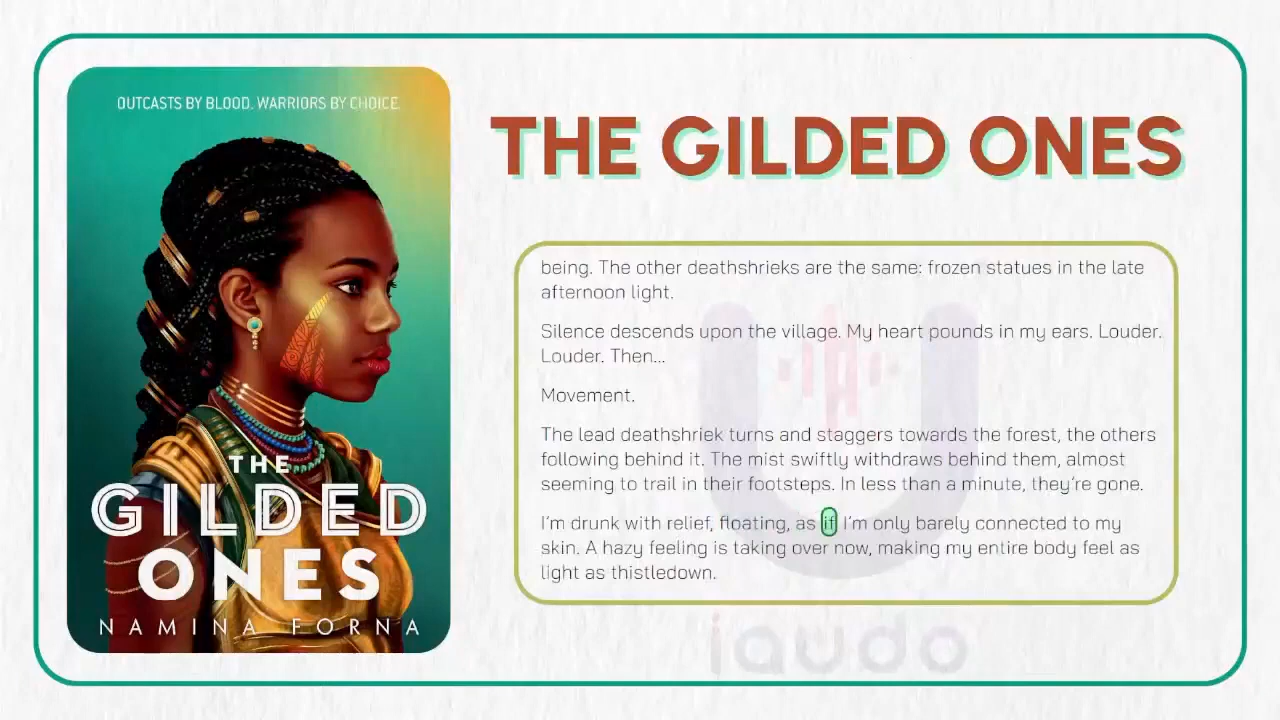 OUTCASTS BY BLOOD. WARRIORS BY CHOICE.
THE
GILDED
ONES
NAMINA FORNA
THE GILDED ONES
being. The other deathshrieks are the same: frozen statues in the late
afternoon light.
Silence descends upon the village. My heart pounds in my ears. Louder.
Louder. Then...
Movement.
The lead deathshriek turns and staggers towards the forest, the others
following behind it. The mist swiftly withdraws behind them, almost
seeming to trail in their footsteps. In less than a minute, they're gone.
I'm drunk with relief, floating, as if I'm only barely connected to my
skin. A hazy feeling is taking over now, making my entire body feel as
light as thistledown.
iaudo